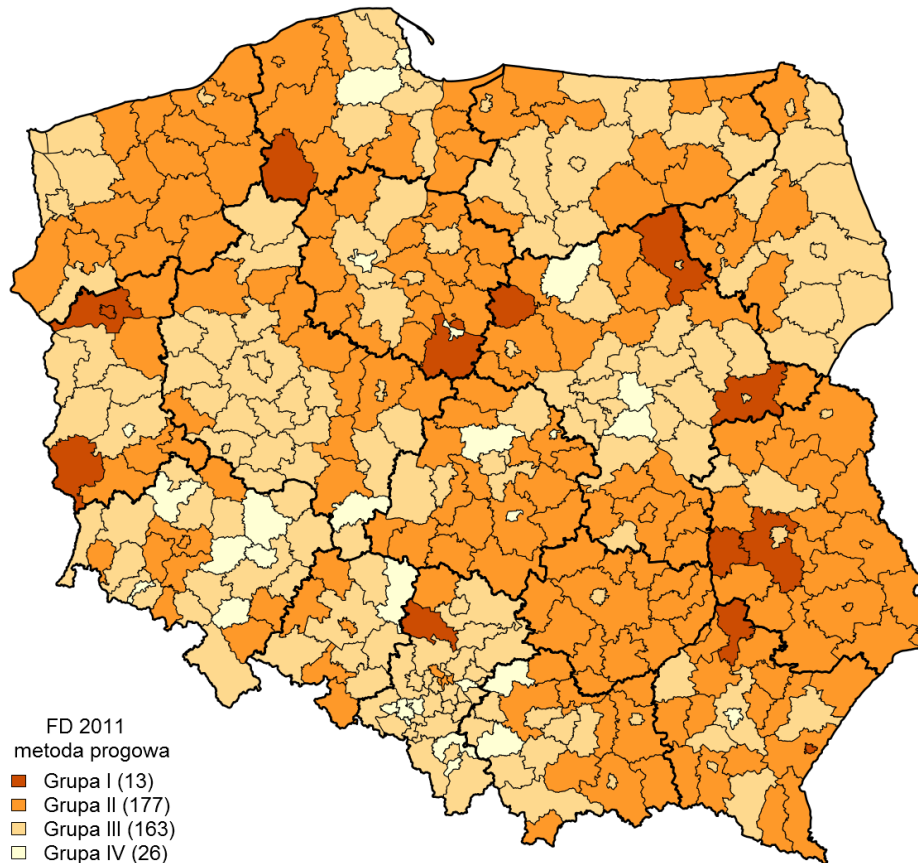 FD 2011
metoda progowa
Grupa I (13)
Grupa II (177)
Grupa III (163)
Grupa IV (26)